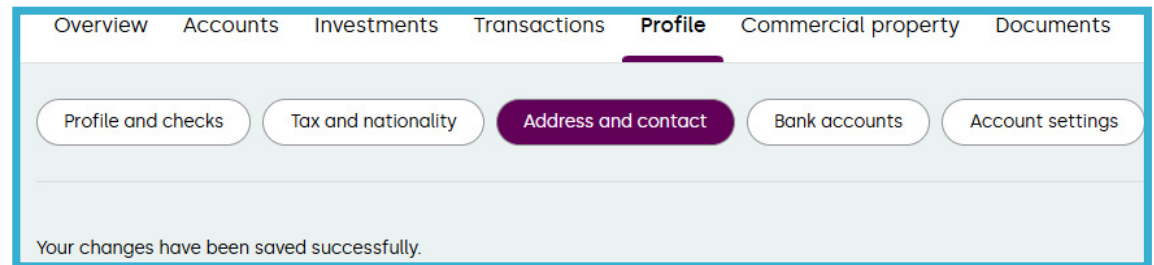 Overview Accounts Investments Transactions Profile Commercial property Documents
Profile and checks Tax and nationality Address and contact Bank accounts Account settings
Your changes have been saved successfully.